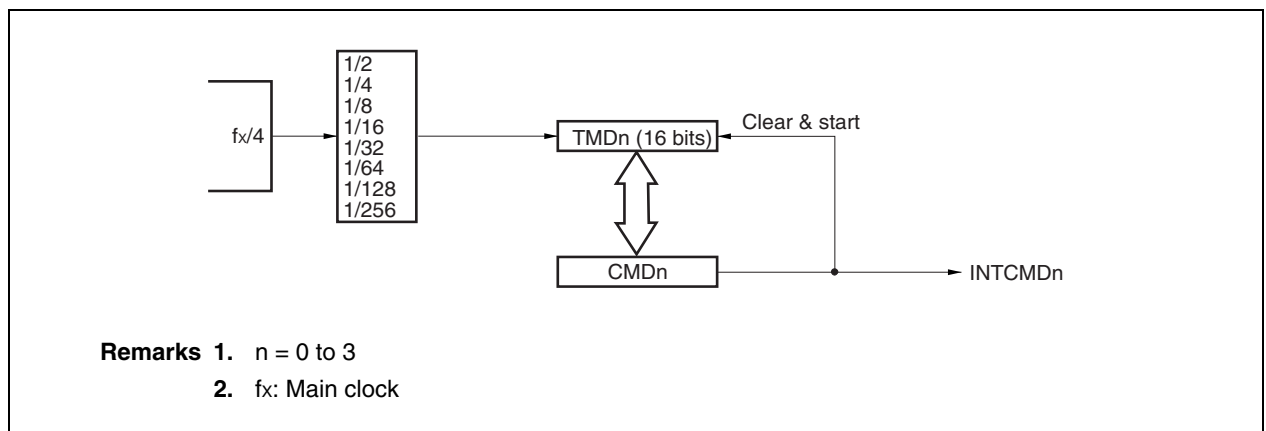 fx/4
1/2
1/4
1/8
1/16
1/32
1/64
1/128
1/256
TMDn (16 bits)
Clear & start
CMDn
INTCMDn
Remarks 1. n = 0 to 3
2. fx: Main clock